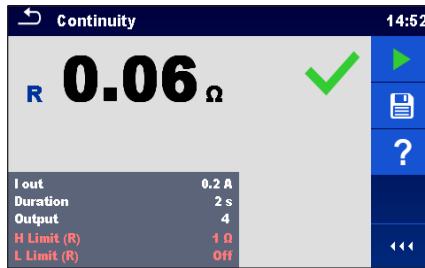 Continuity 14:52
R 0.06 Ω
?
I out 0.2 A
Duration 2 s
Output 4
H Limit (R) 1 Ω
L Limit (R) Off